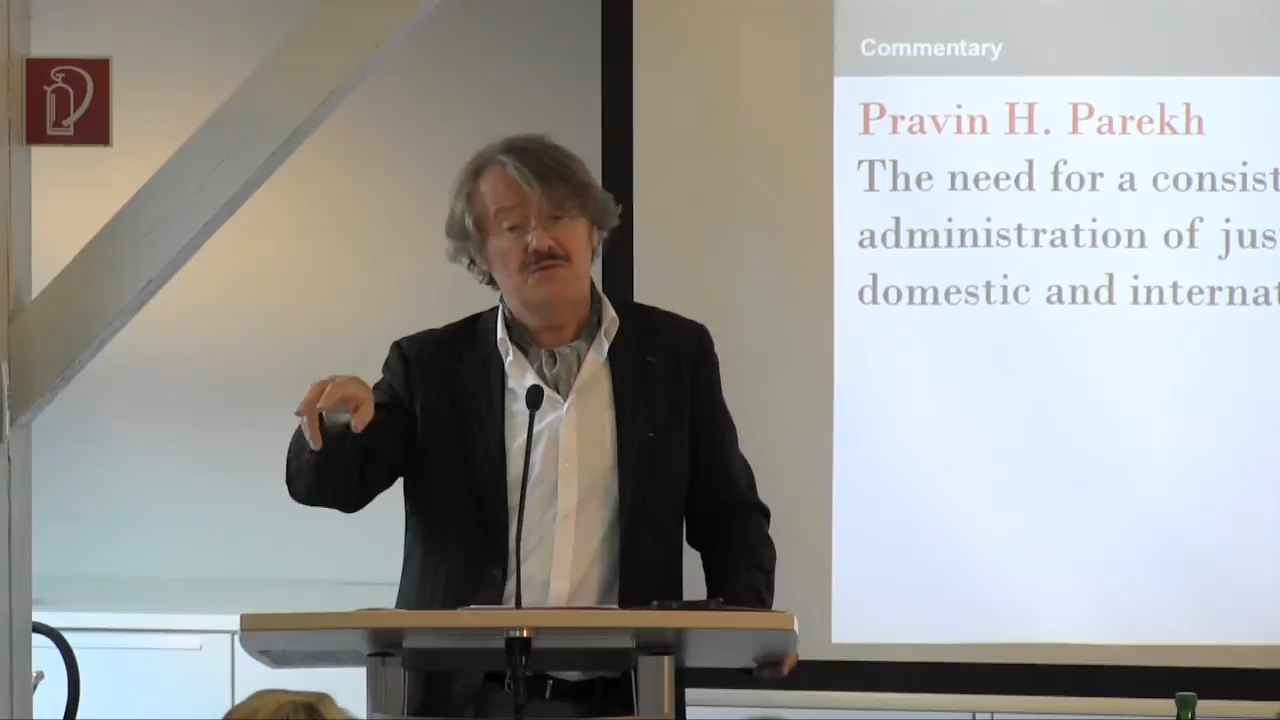 Commentary
Pravin H. Parekh
The need for a consist
administration of jus
domestic and internat